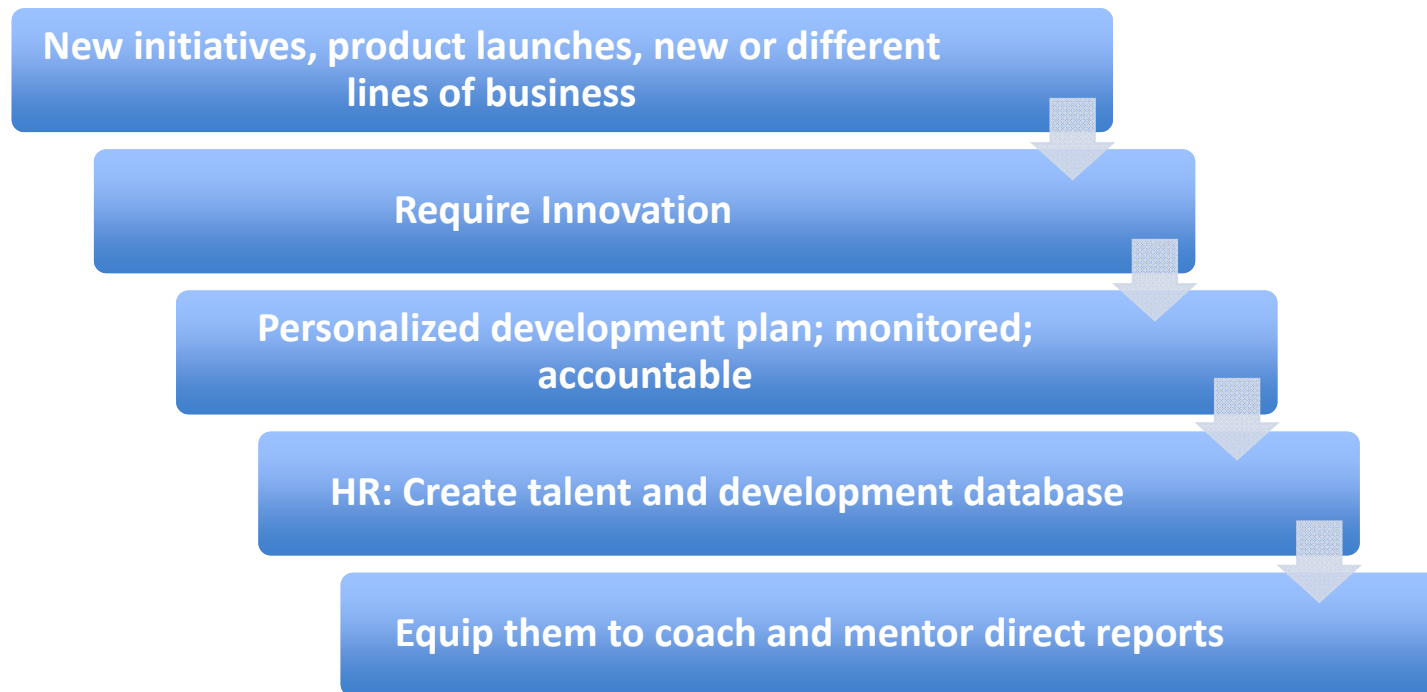 New initiatives, product launches, new or different
lines of business
Require Innovation
Personalized development plan; monitored;
accountable
HR: Create talent and development database
Equip them to coach and mentor direct reports